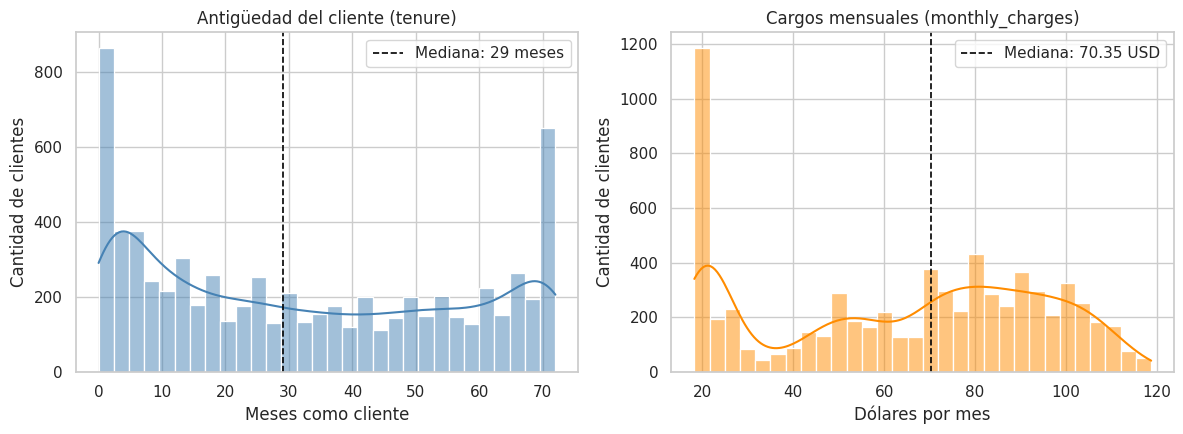 Antigüedad del cliente (tenure)
Mediana: 29 meses
Cantidad de clientes
800
600
400
200
0
0 10 20 30 40 50 60 70
Meses como cliente
Cargos mensuales (monthly_charges)
Mediana: 70.35 USD
Cantidad de clientes
1200
1000
800
600
400
200
0
20 40 60 80 100 120
Dólares por mes